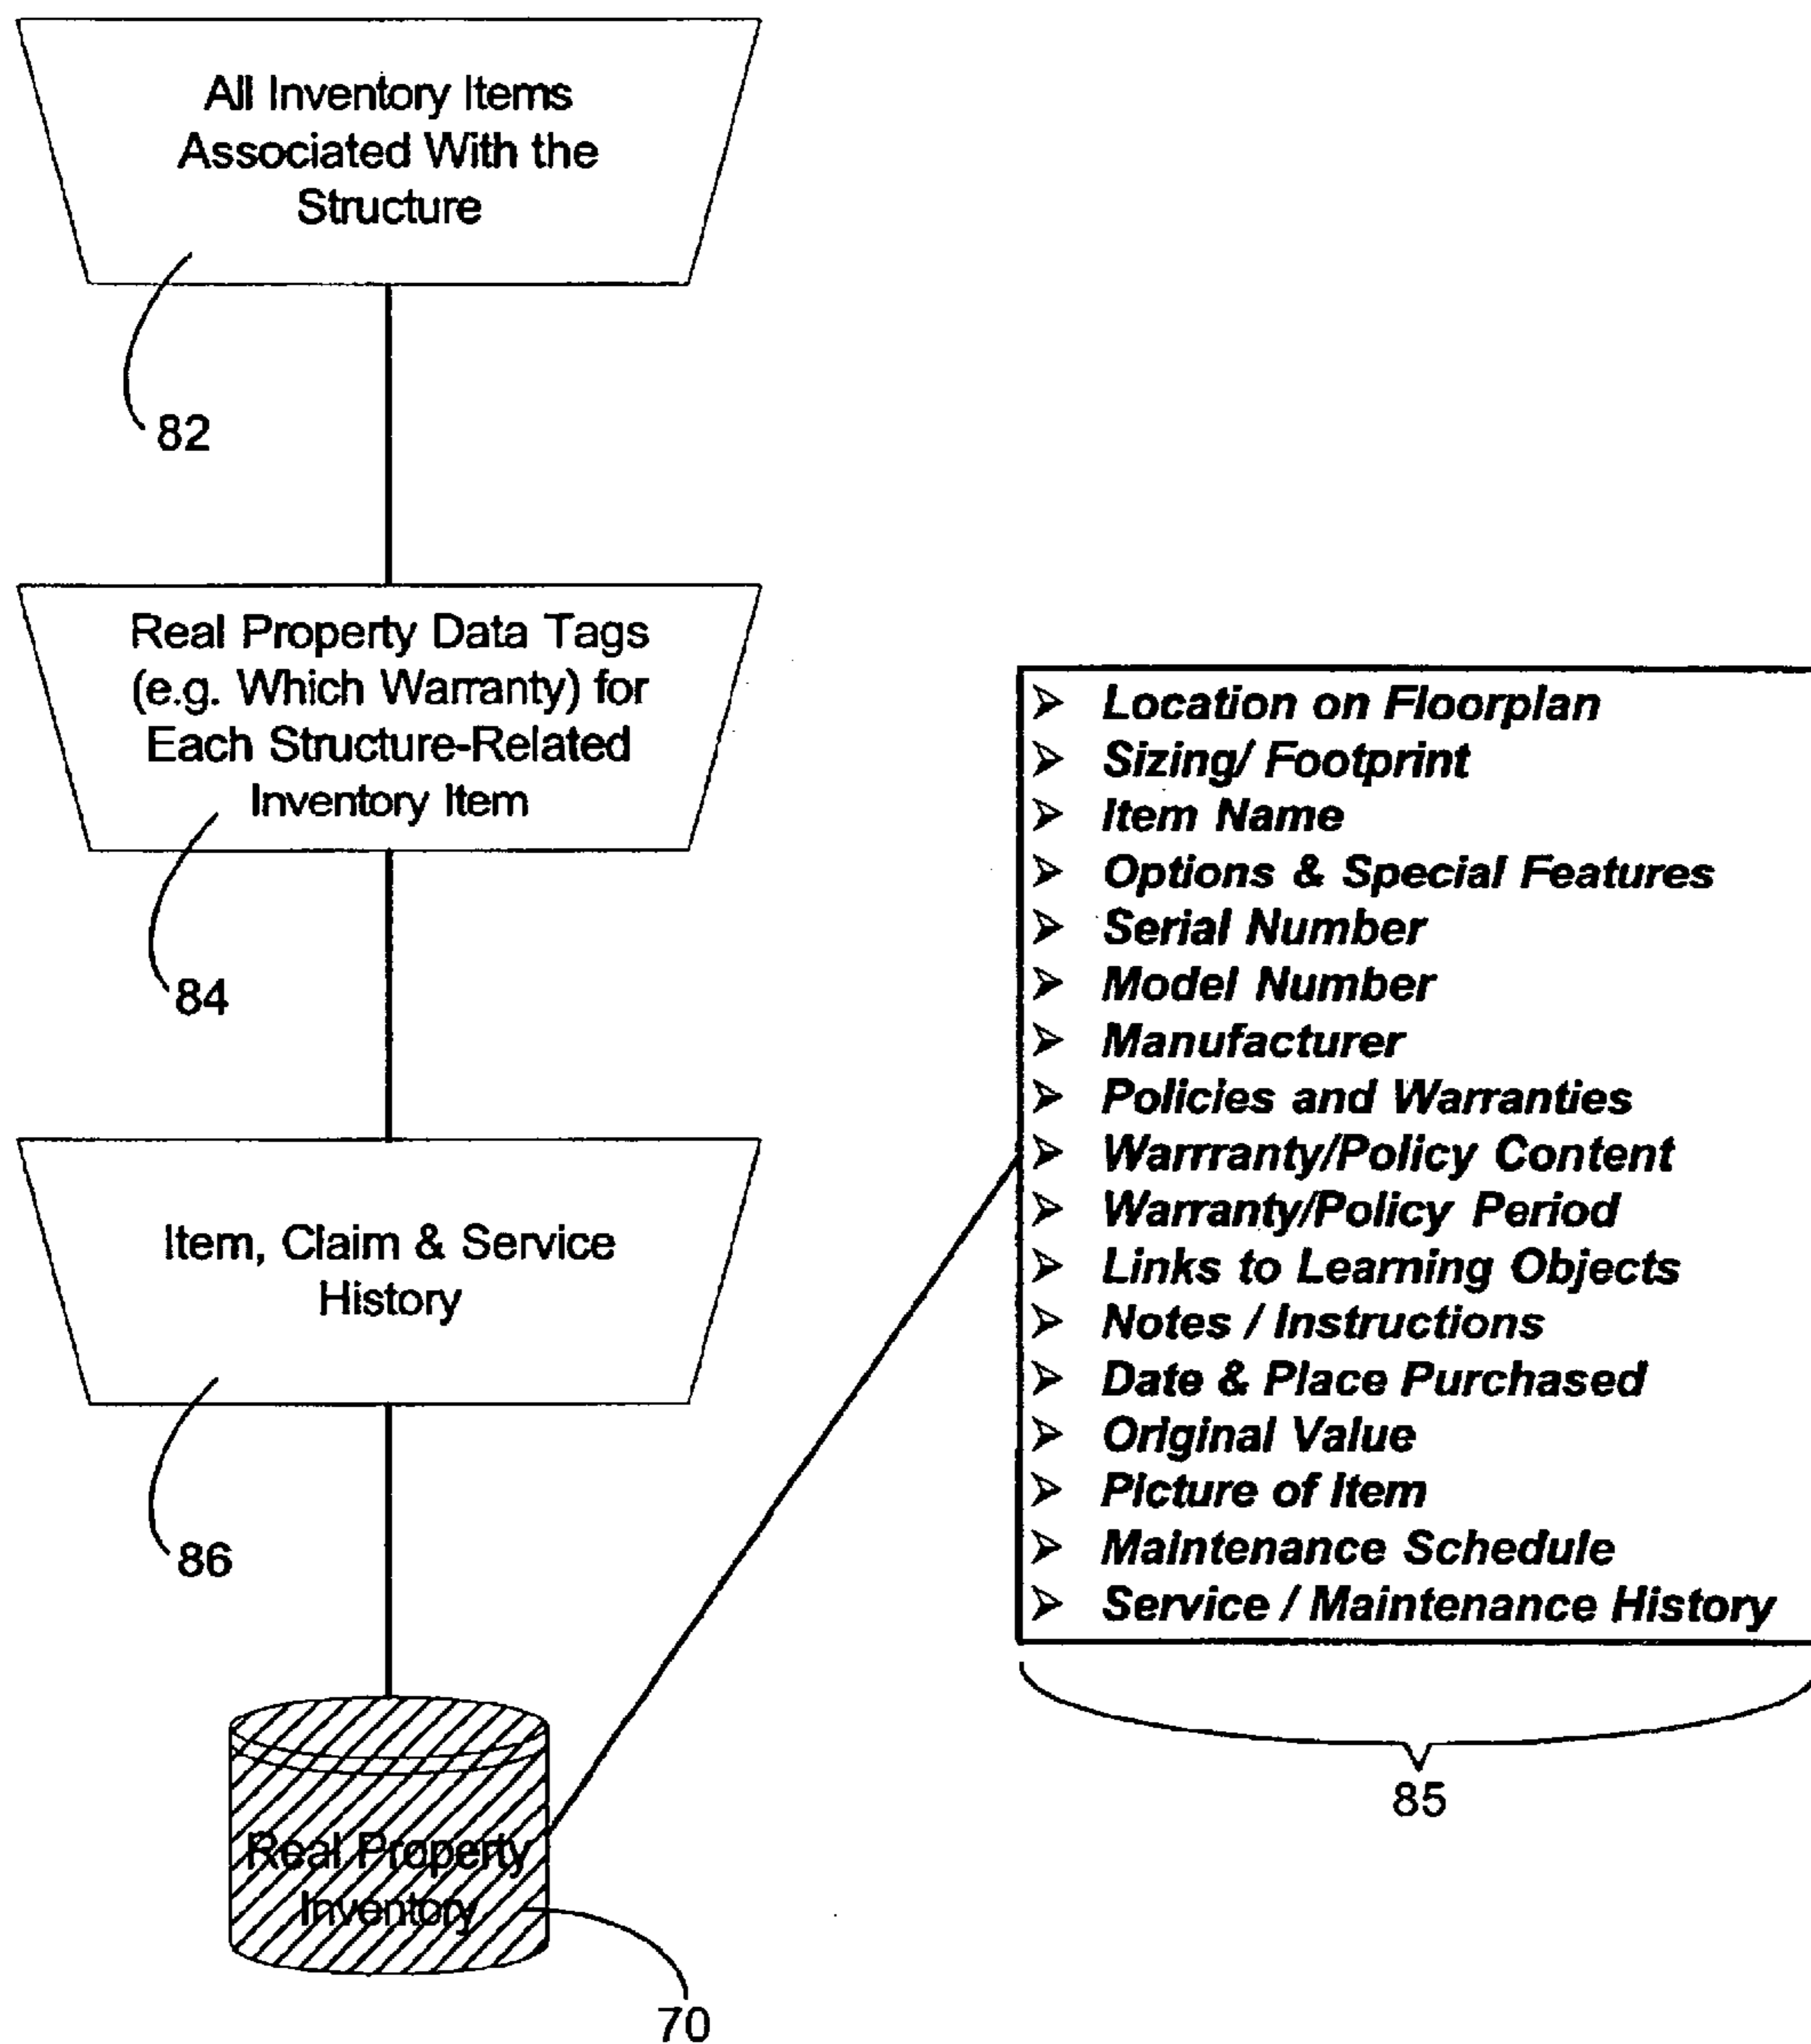 All Inventory Items
Associated With the
Structure
82
Real Property Data Tags
(e.g. Which Warranty) for
Each Structure-Related
Inventory Item
84
Item, Claim & Service
History
86
Real Property
Inventory
70
➢ Location on Floorplan
➢ Sizing/ Footprint
➢ Item Name
➢ Options & Special Features
➢ Serial Number
➢ Model Number
➢ Manufacturer
➢ Policies and Warranties
➢ Warrranty/Policy Content
➢ Warranty/Policy Period
➢ Links to Learning Objects
➢ Notes / Instructions
➢ Date & Place Purchased
➢ Original Value
➢ Picture of Item
➢ Maintenance Schedule
➢ Service / Maintenance History
85